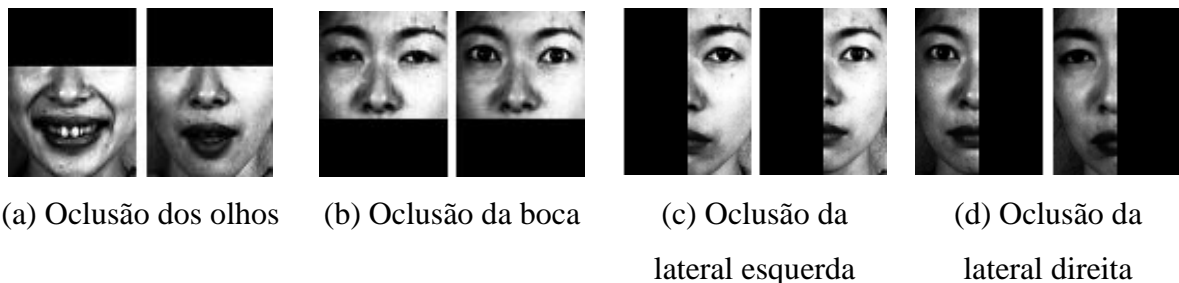 (a) Oclusão dos olhos
(b) Oclusão da boca
(c) Oclusão da
lateral esquerda
(d) Oclusão da
lateral direita